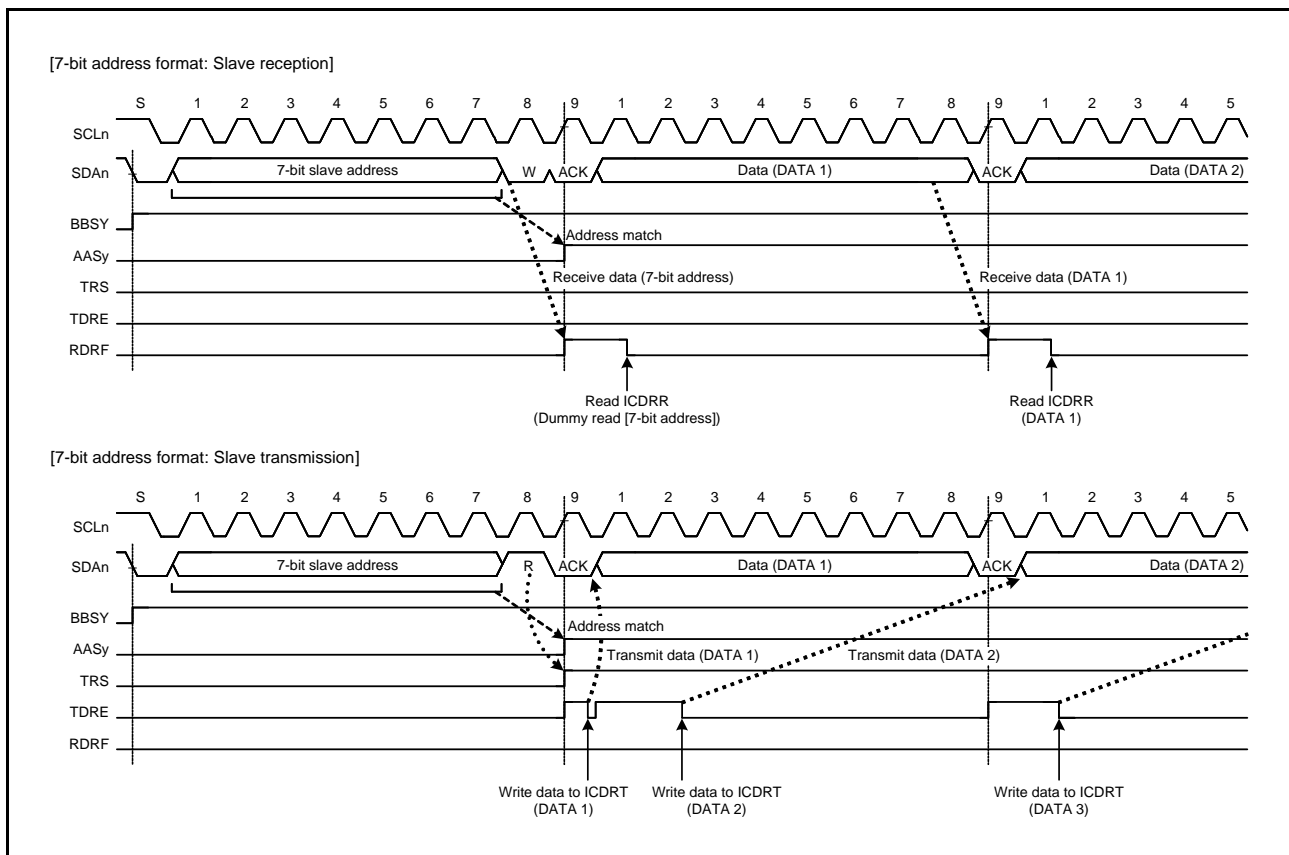 [7-bit address format: Slave reception]
S 1 2 3 4 5 6 7 8 9 1 2 3 4 5 6 7 8 9 1 2 3 4 5
SCLn
SDAn 7-bit slave address W ACK Data (DATA 1) ACK Data (DATA 2)
BBSY
Address match
AASy
Receive data (7-bit address) Receive data (DATA 1)
TRS
TDRE
RDRF
Read ICDRR Read ICDRR
(Dummy read [7-bit address]) (DATA 1)
[7-bit address format: Slave transmission]
S 1 2 3 4 5 6 7 8 9 1 2 3 4 5 6 7 8 9 1 2 3 4 5
SCLn
SDAn 7-bit slave address R ACK Data (DATA 1) ACK Data (DATA 2)
BBSY
Address match
AASy
Transmit data (DATA 1) Transmit data (DATA 2)
TRS
TDRE
RDRF
Write data to ICDRT Write data to ICDRT Write data to ICDRT
(DATA 1) (DATA 2) (DATA 3)